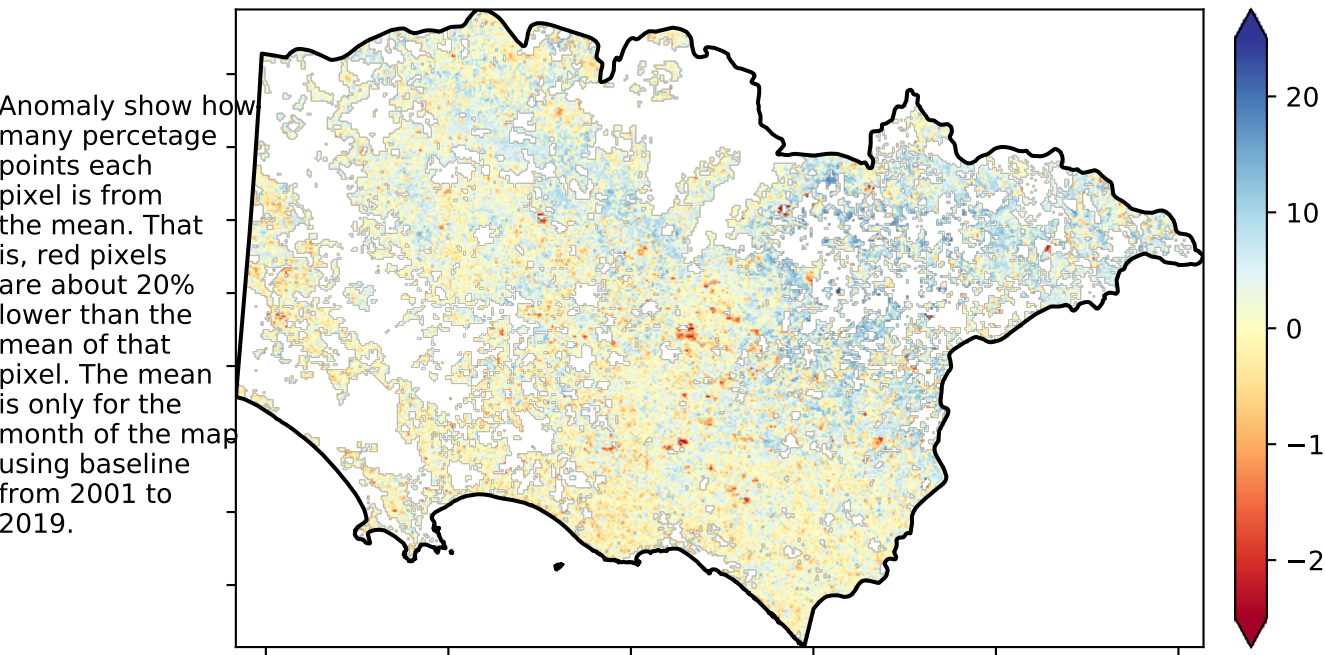 Anomaly show how
many percetage
points each
pixel is from
the mean. That
is, red pixels
are about 20%
lower than the
mean of that
pixel. The mean
is only for the
month of the map
using baseline
from 2001 to
2019.
20
10
0
−1
−2